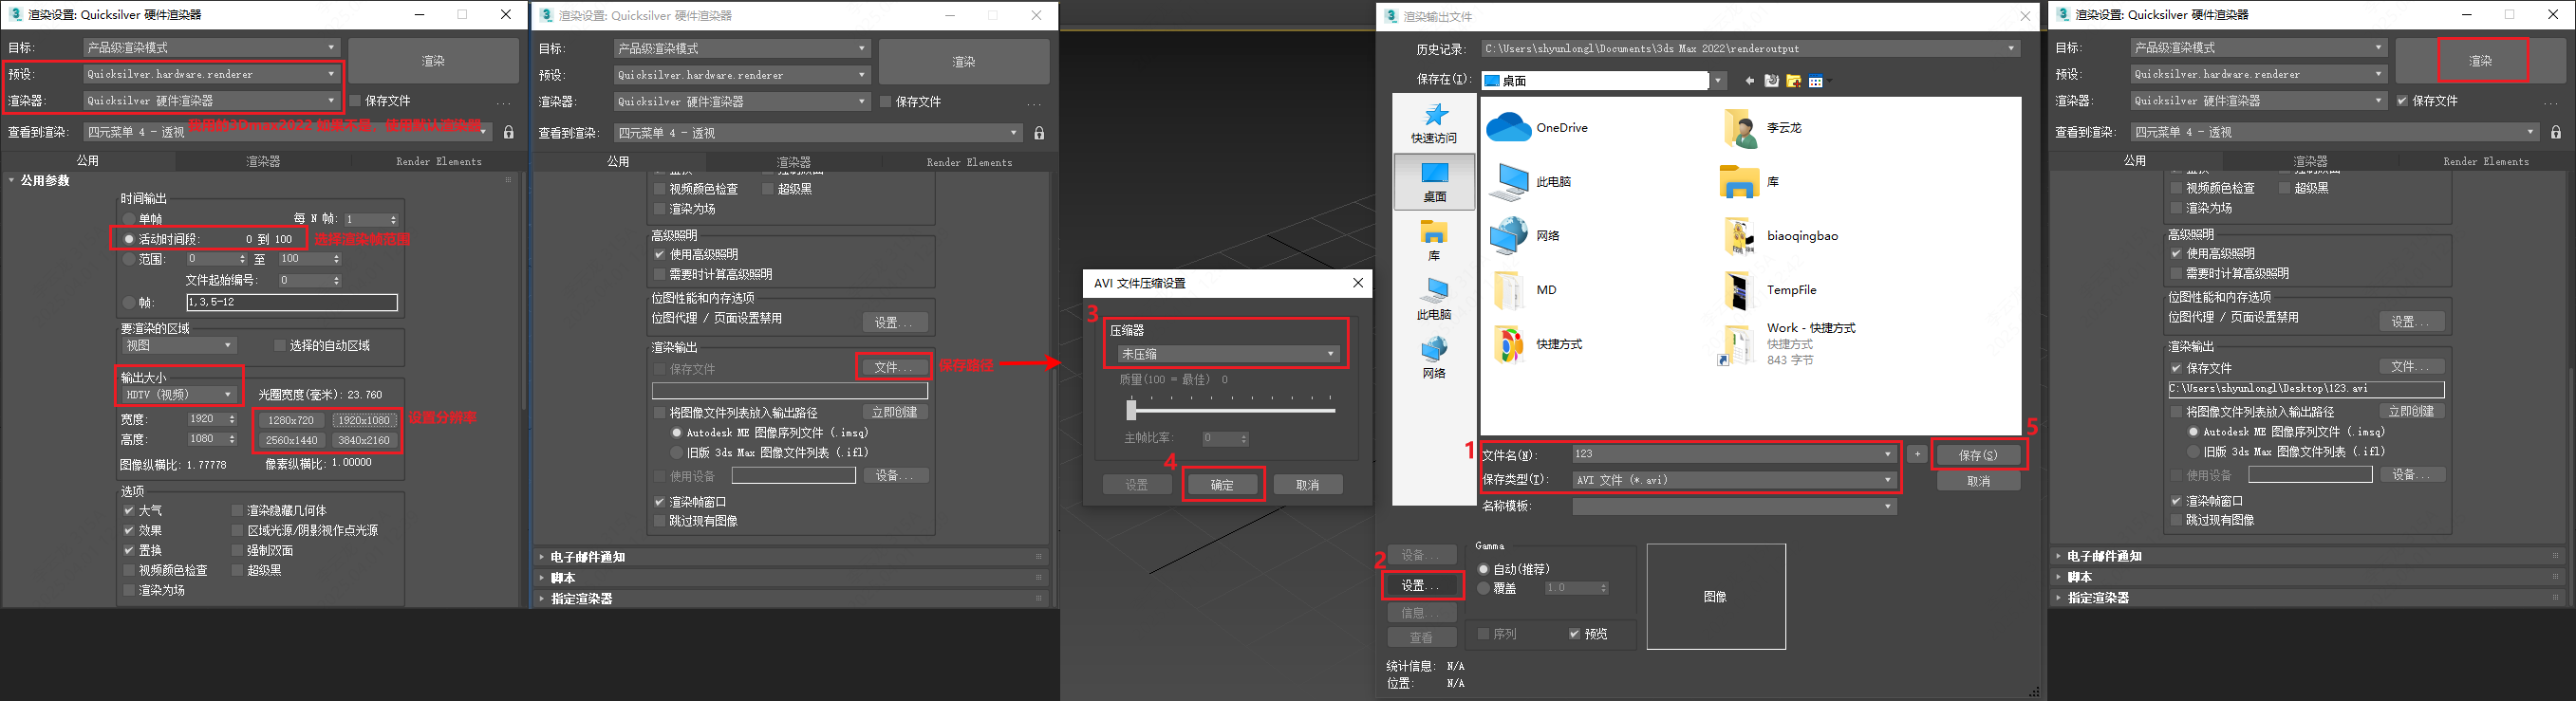 渲染设置: Quicksilver 硬件渲染器
目标: 产品级渲染模式
渲染
预设: Quicksilver.hardware.renderer
渲染器: Quicksilver 硬件渲染器
保存文件 ...
我用的3Dmax2022 如果不是，使用默认渲染器
查看到渲染: 四元菜单 4 - 透视
公用 渲染器 Render Elements
公用参数
时间输出
单帧 每 N 帧: 1
活动时间段: 0 到 100
选择渲染帧范围
范围: 0 至 100
文件起始编号: 0
帧: 1,3,5-12
要渲染的区域
视图 选择的自动区域
输出大小
HDTV (视频) 光圈宽度(毫米): 23.760
宽度: 1920 1280x720 1920x1080
设置分辨率
高度: 1080 2560x1440 3840x2160
图像纵横比: 1.77778 像素纵横比: 1.00000
选项
大气 渲染隐藏几何体
效果 区域光源/阴影视作点光源
置换 强制双面
视频颜色检查 超级黑
渲染为场
渲染设置: Quicksilver 硬件渲染器
目标: 产品级渲染模式
渲染
预设: Quicksilver.hardware.renderer
渲染器: Quicksilver 硬件渲染器
保存文件 ...
查看到渲染: 四元菜单 4 - 透视
公用 渲染器 Render Elements
置换 强制双面
视频颜色检查 超级黑
渲染为场
高级照明
使用高级照明
需要时计算高级照明
位图性能和内存选项
位图代理 / 页面设置禁用 设置...
渲染输出
保存文件 文件...
保存路径
将图像文件列表放入输出路径 立即创建
Autodesk ME 图像序列文件 (.imsq)
旧版 3ds Max 图像文件列表 (.ifl)
使用设备 设备...
渲染帧窗口
跳过现有图像
电子邮件通知
脚本
指定渲染器
AVI 文件压缩设置
3
压缩器
未压缩
质量(100 = 最佳) 0
主帧比率: 0
4
设置 确定 取消
渲染输出文件
历史记录: C:\Users\shyunlongl\Documents\3ds Max 2022\renderoutput
保存在(I): 桌面
快速访问
桌面
库
此电脑
网络
OneDrive
李云龙
此电脑
库
网络
biaoqingbao
MD
TempFile
快捷方式
Work - 快捷方式
快捷方式
843 字节
1
文件名(N): 123 + 保存(S)
5
保存类型(T): AVI 文件 (*.avi) 取消
名称模板:
设备...
2
设置...
信息...
查看
Gamma
自动(推荐)
覆盖 1.0
序列 预览
图像
统计信息: N/A
位置: N/A
渲染设置: Quicksilver 硬件渲染器
目标: 产品级渲染模式
渲染
预设: Quicksilver.hardware.renderer
渲染器: Quicksilver 硬件渲染器
保存文件 ...
查看到渲染: 四元菜单 4 - 透视
公用 渲染器 Render Elements
置换 强制双面
视频颜色检查 超级黑
渲染为场
高级照明
使用高级照明
需要时计算高级照明
位图性能和内存选项
位图代理 / 页面设置禁用 设置...
渲染输出
保存文件 文件...
C:\Users\shyunlongl\Desktop\123.avi
将图像文件列表放入输出路径 立即创建
Autodesk ME 图像序列文件 (.imsq)
旧版 3ds Max 图像文件列表 (.ifl)
使用设备 设备...
渲染帧窗口
跳过现有图像
电子邮件通知
脚本
指定渲染器